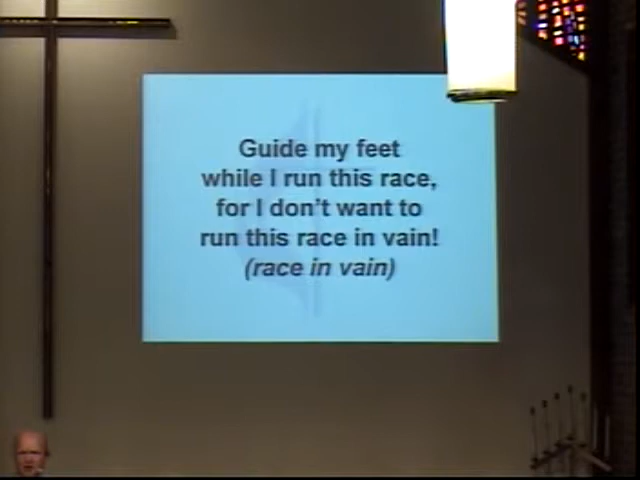 Guide my feet
while I run this race,
for I don't want to
run this race in vain!
(race in vain)